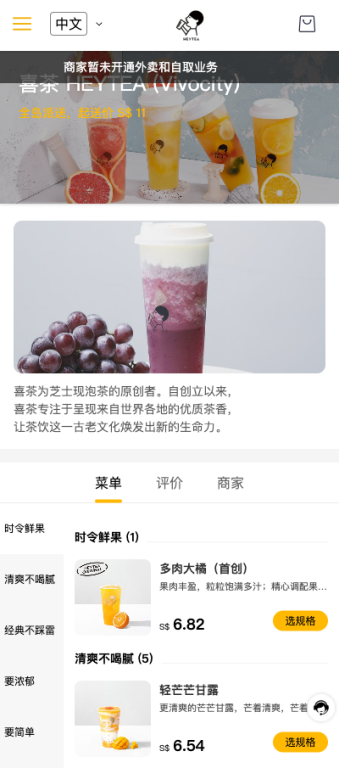 中文
HEYTEA
商家暂未开通外卖和自取业务
喜茶 HEYTEA (Vivocity)
S$ 11
喜茶为芝士现泡茶的原创者。自创立以来，
喜茶专注于呈现来自世界各地的优质茶香，
让茶饮这一古老文化焕发出新的生命力。
菜单 评价 商家
时令鲜果
清爽不喝腻
经典不踩雷
要浓郁
要简单
时令鲜果 (1)
多肉大橘（首创）
果肉丰盈，粒粒饱满多汁；精心调配果...
S$ 6.82
选规格
清爽不喝腻 (5)
轻芒芒甘露
更清爽的芒芒甘露，芒着清爽，芒着
S$ 6.54
选规格